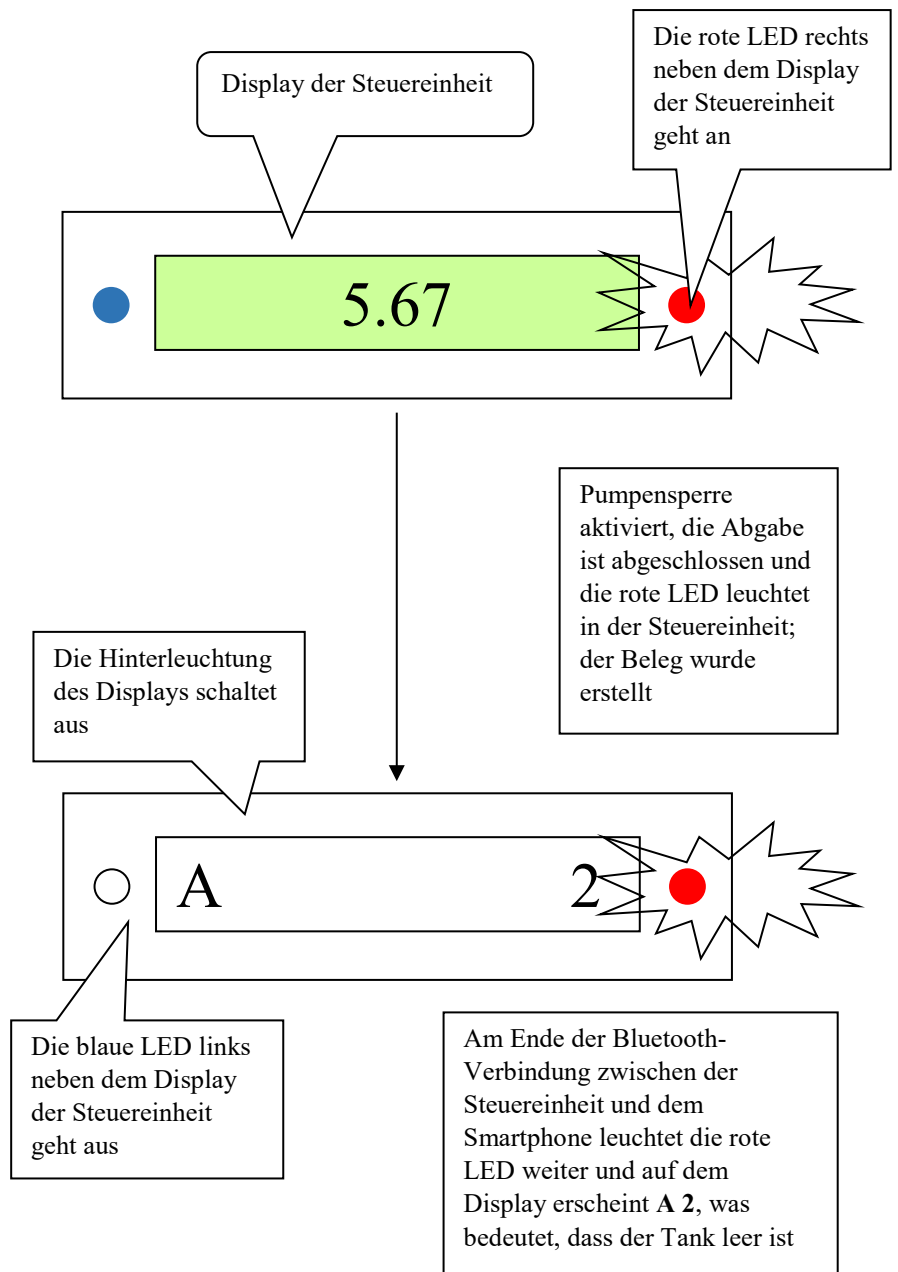 Die rote LED rechts
neben dem Display
der Steuereinheit
geht an
Display der Steuereinheit
5.67
Pumpensperre
aktiviert, die Abgabe
ist abgeschlossen und
die rote LED leuchtet
in der Steuereinheit;
der Beleg wurde
erstellt
Die Hinterleuchtung
des Displays schaltet
aus
A 2
Die blaue LED links
neben dem Display
der Steuereinheit
geht aus
Am Ende der Bluetooth-
Verbindung zwischen der
Steuereinheit und dem
Smartphone leuchtet die rote
LED weiter und auf dem
Display erscheint A 2, was
bedeutet, dass der Tank leer ist